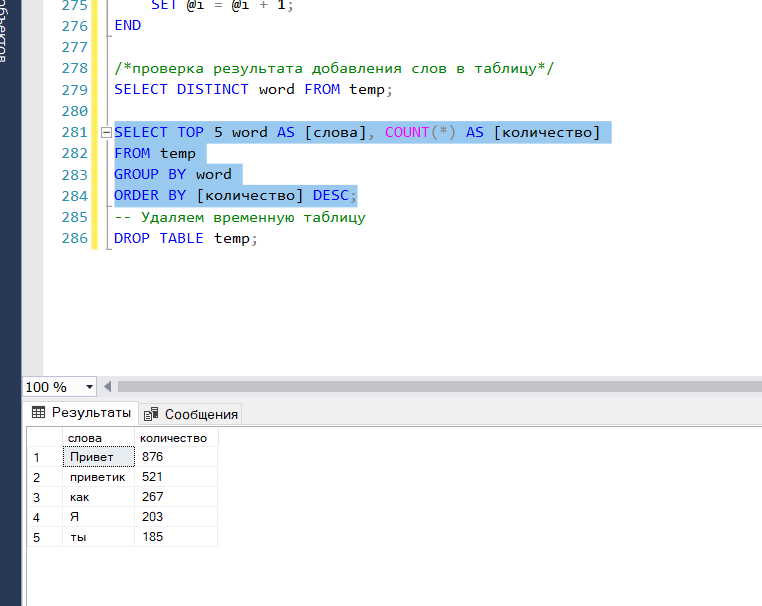 объектов
275 SET @i = @i + 1;
276 END
277
278 /*проверка результата добавления слов в таблицу*/
279 SELECT DISTINCT word FROM temp;
280
281 SELECT TOP 5 word AS [слова], COUNT(*) AS [количество]
282 FROM temp
283 GROUP BY word
284 ORDER BY [количество] DESC;
285 -- Удаляем временную таблицу
286 DROP TABLE temp;
100 %
Результаты Сообщения
слова количество
1 Привет 876
2 приветик 521
3 как 267
4 Я 203
5 ты 185